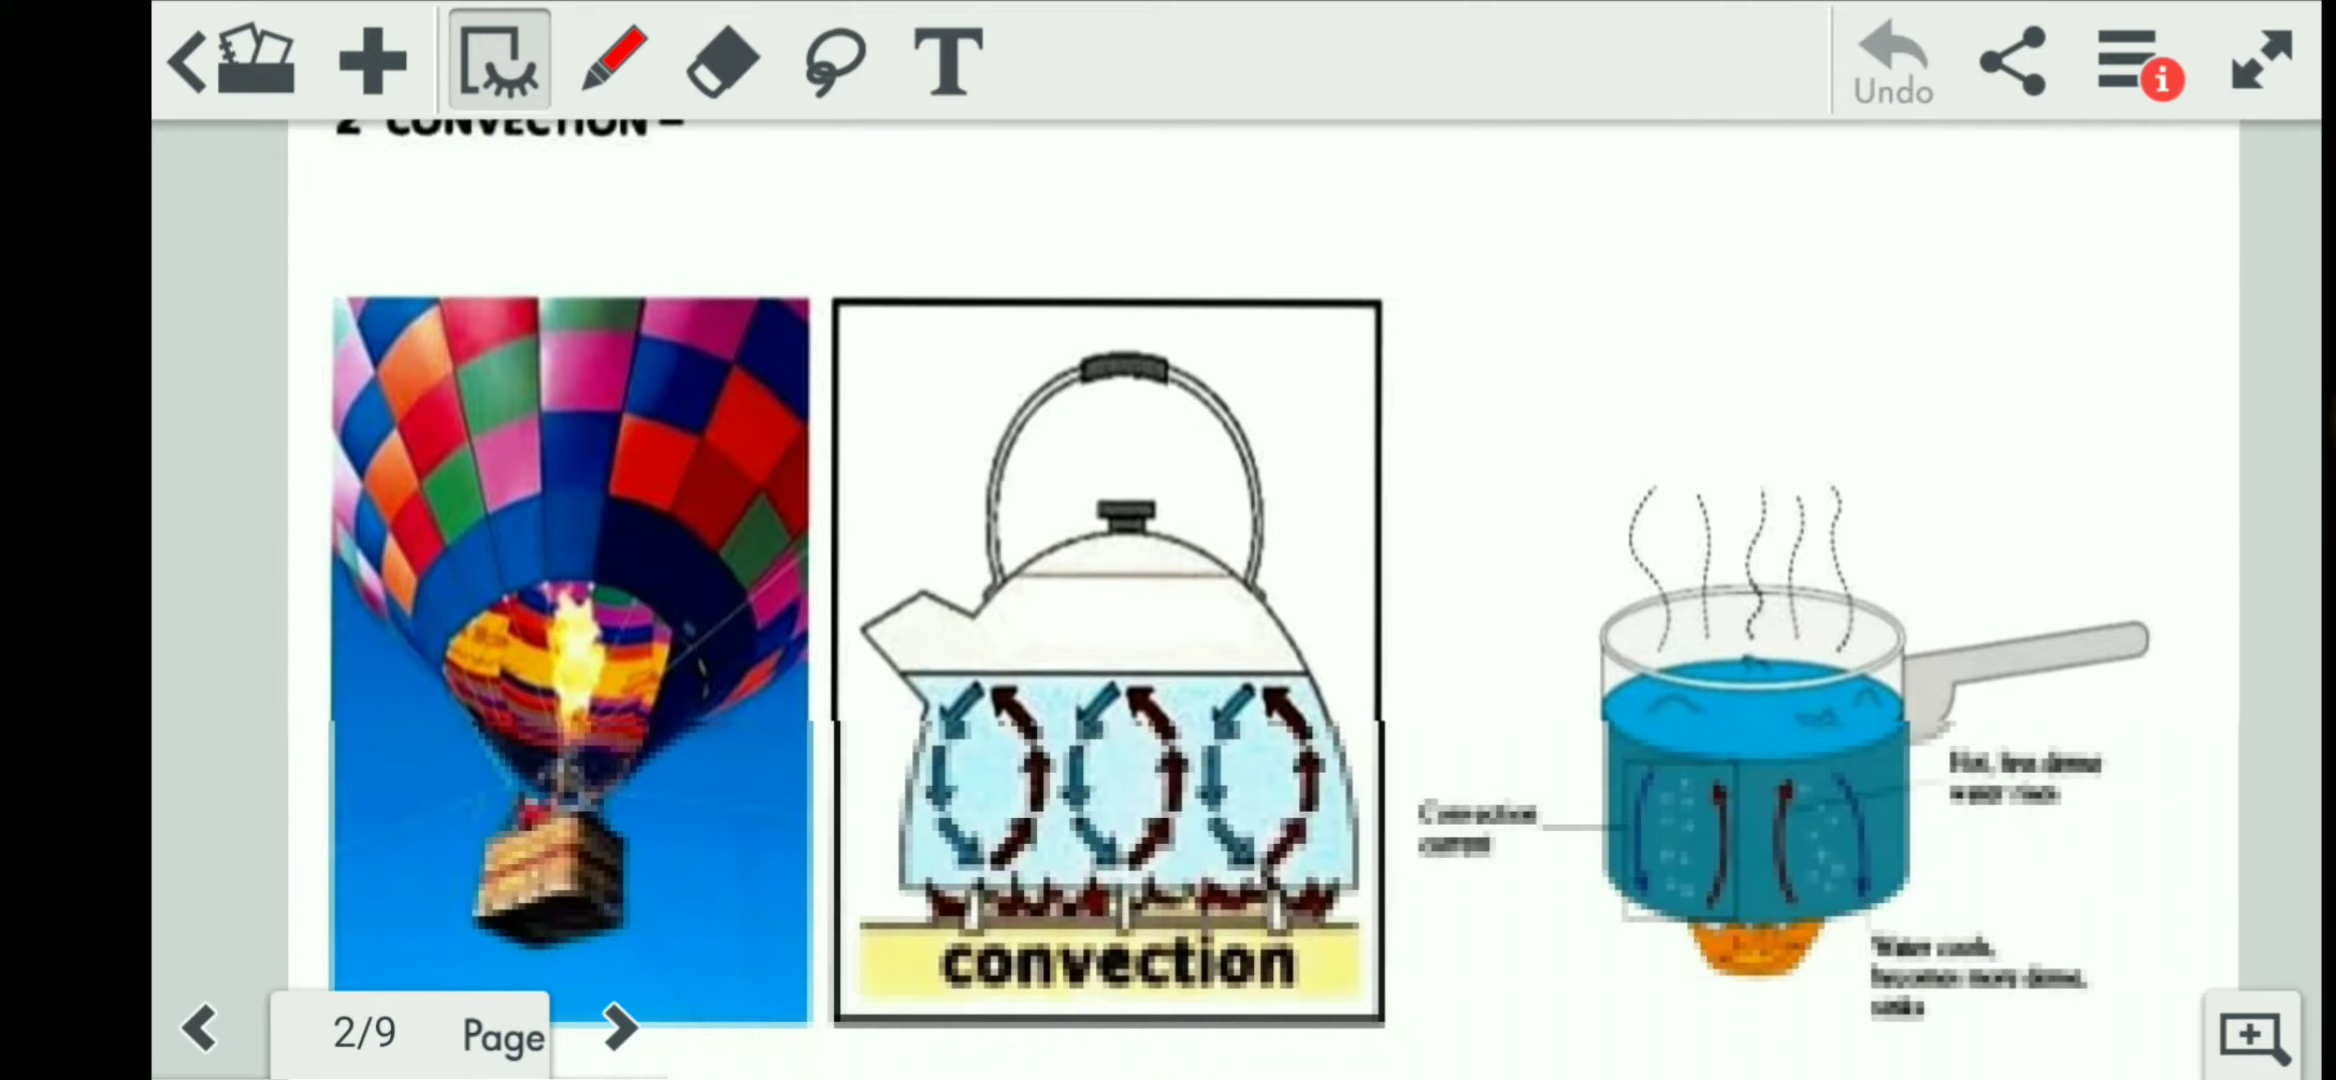 Undo
2 CONVECTION -
convection
Convection
current
Hot, less dense
water rises
Water cools,
becomes more dense,
sinks
2/9 Page